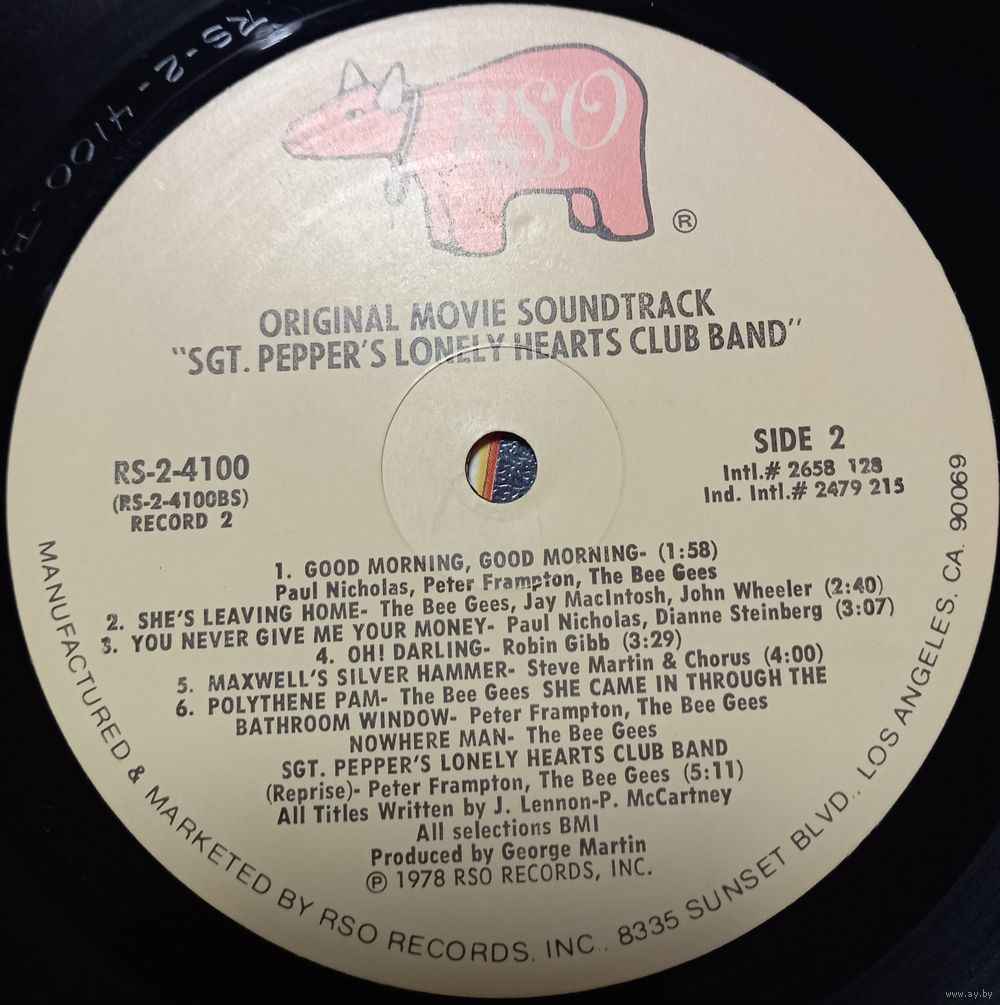 RS-2-4100
RSO
®
ORIGINAL MOVIE SOUNDTRACK
"SGT. PEPPER'S LONELY HEARTS CLUB BAND"
RS-2-4100
(RS-2-4100BS)
RECORD 2
SIDE 2
Intl.# 2658 128
Ind. Intl.# 2479 215
1. GOOD MORNING, GOOD MORNING- (1:58)
Paul Nicholas, Peter Frampton, The Bee Gees
2. SHE'S LEAVING HOME- The Bee Gees, Jay MacIntosh, John Wheeler (2:40)
3. YOU NEVER GIVE ME YOUR MONEY- Paul Nicholas, Dianne Steinberg (3:07)
4. OH! DARLING- Robin Gibb (3:29)
5. MAXWELL'S SILVER HAMMER- Steve Martin & Chorus (4:00)
6. POLYTHENE PAM- The Bee Gees SHE CAME IN THROUGH THE
BATHROOM WINDOW- Peter Frampton, The Bee Gees
NOWHERE MAN- The Bee Gees
SGT. PEPPER'S LONELY HEARTS CLUB BAND
(Reprise)- Peter Frampton, The Bee Gees (5:11)
All Titles Written by J. Lennon-P. McCartney
All selections BMI
Produced by George Martin
℗ 1978 RSO RECORDS, INC.
MANUFACTURED & MARKETED BY RSO RECORDS, INC., 8335 SUNSET BLVD., LOS ANGELES, CA. 90069
www.ay.by